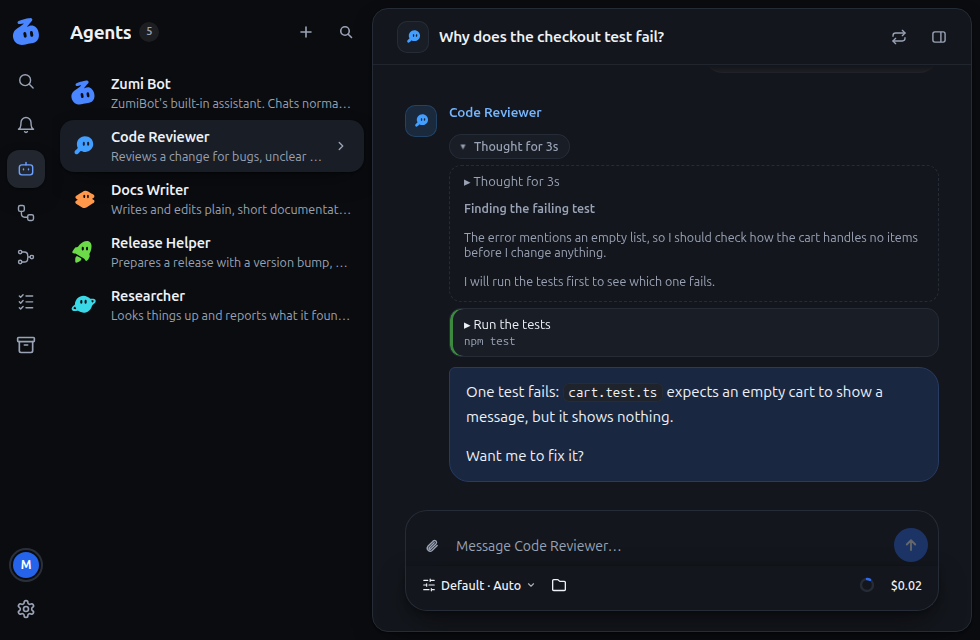 Agents 5
Zumi Bot
ZumiBot's built-in assistant. Chats norma…
Code Reviewer
Reviews a change for bugs, unclear …
Docs Writer
Writes and edits plain, short documentat…
Release Helper
Prepares a release with a version bump, …
Researcher
Looks things up and reports what it foun…
M
Why does the checkout test fail?
Code Reviewer
▾ Thought for 3s
▸ Thought for 3s
Finding the failing test
The error mentions an empty list, so I should check how the cart handles no items
before I change anything.
I will run the tests first to see which one fails.
▸ Run the tests
npm test
One test fails: cart.test.ts expects an empty cart to show a
message, but it shows nothing.
Want me to fix it?
Message Code Reviewer…
Default · Auto
$0.02